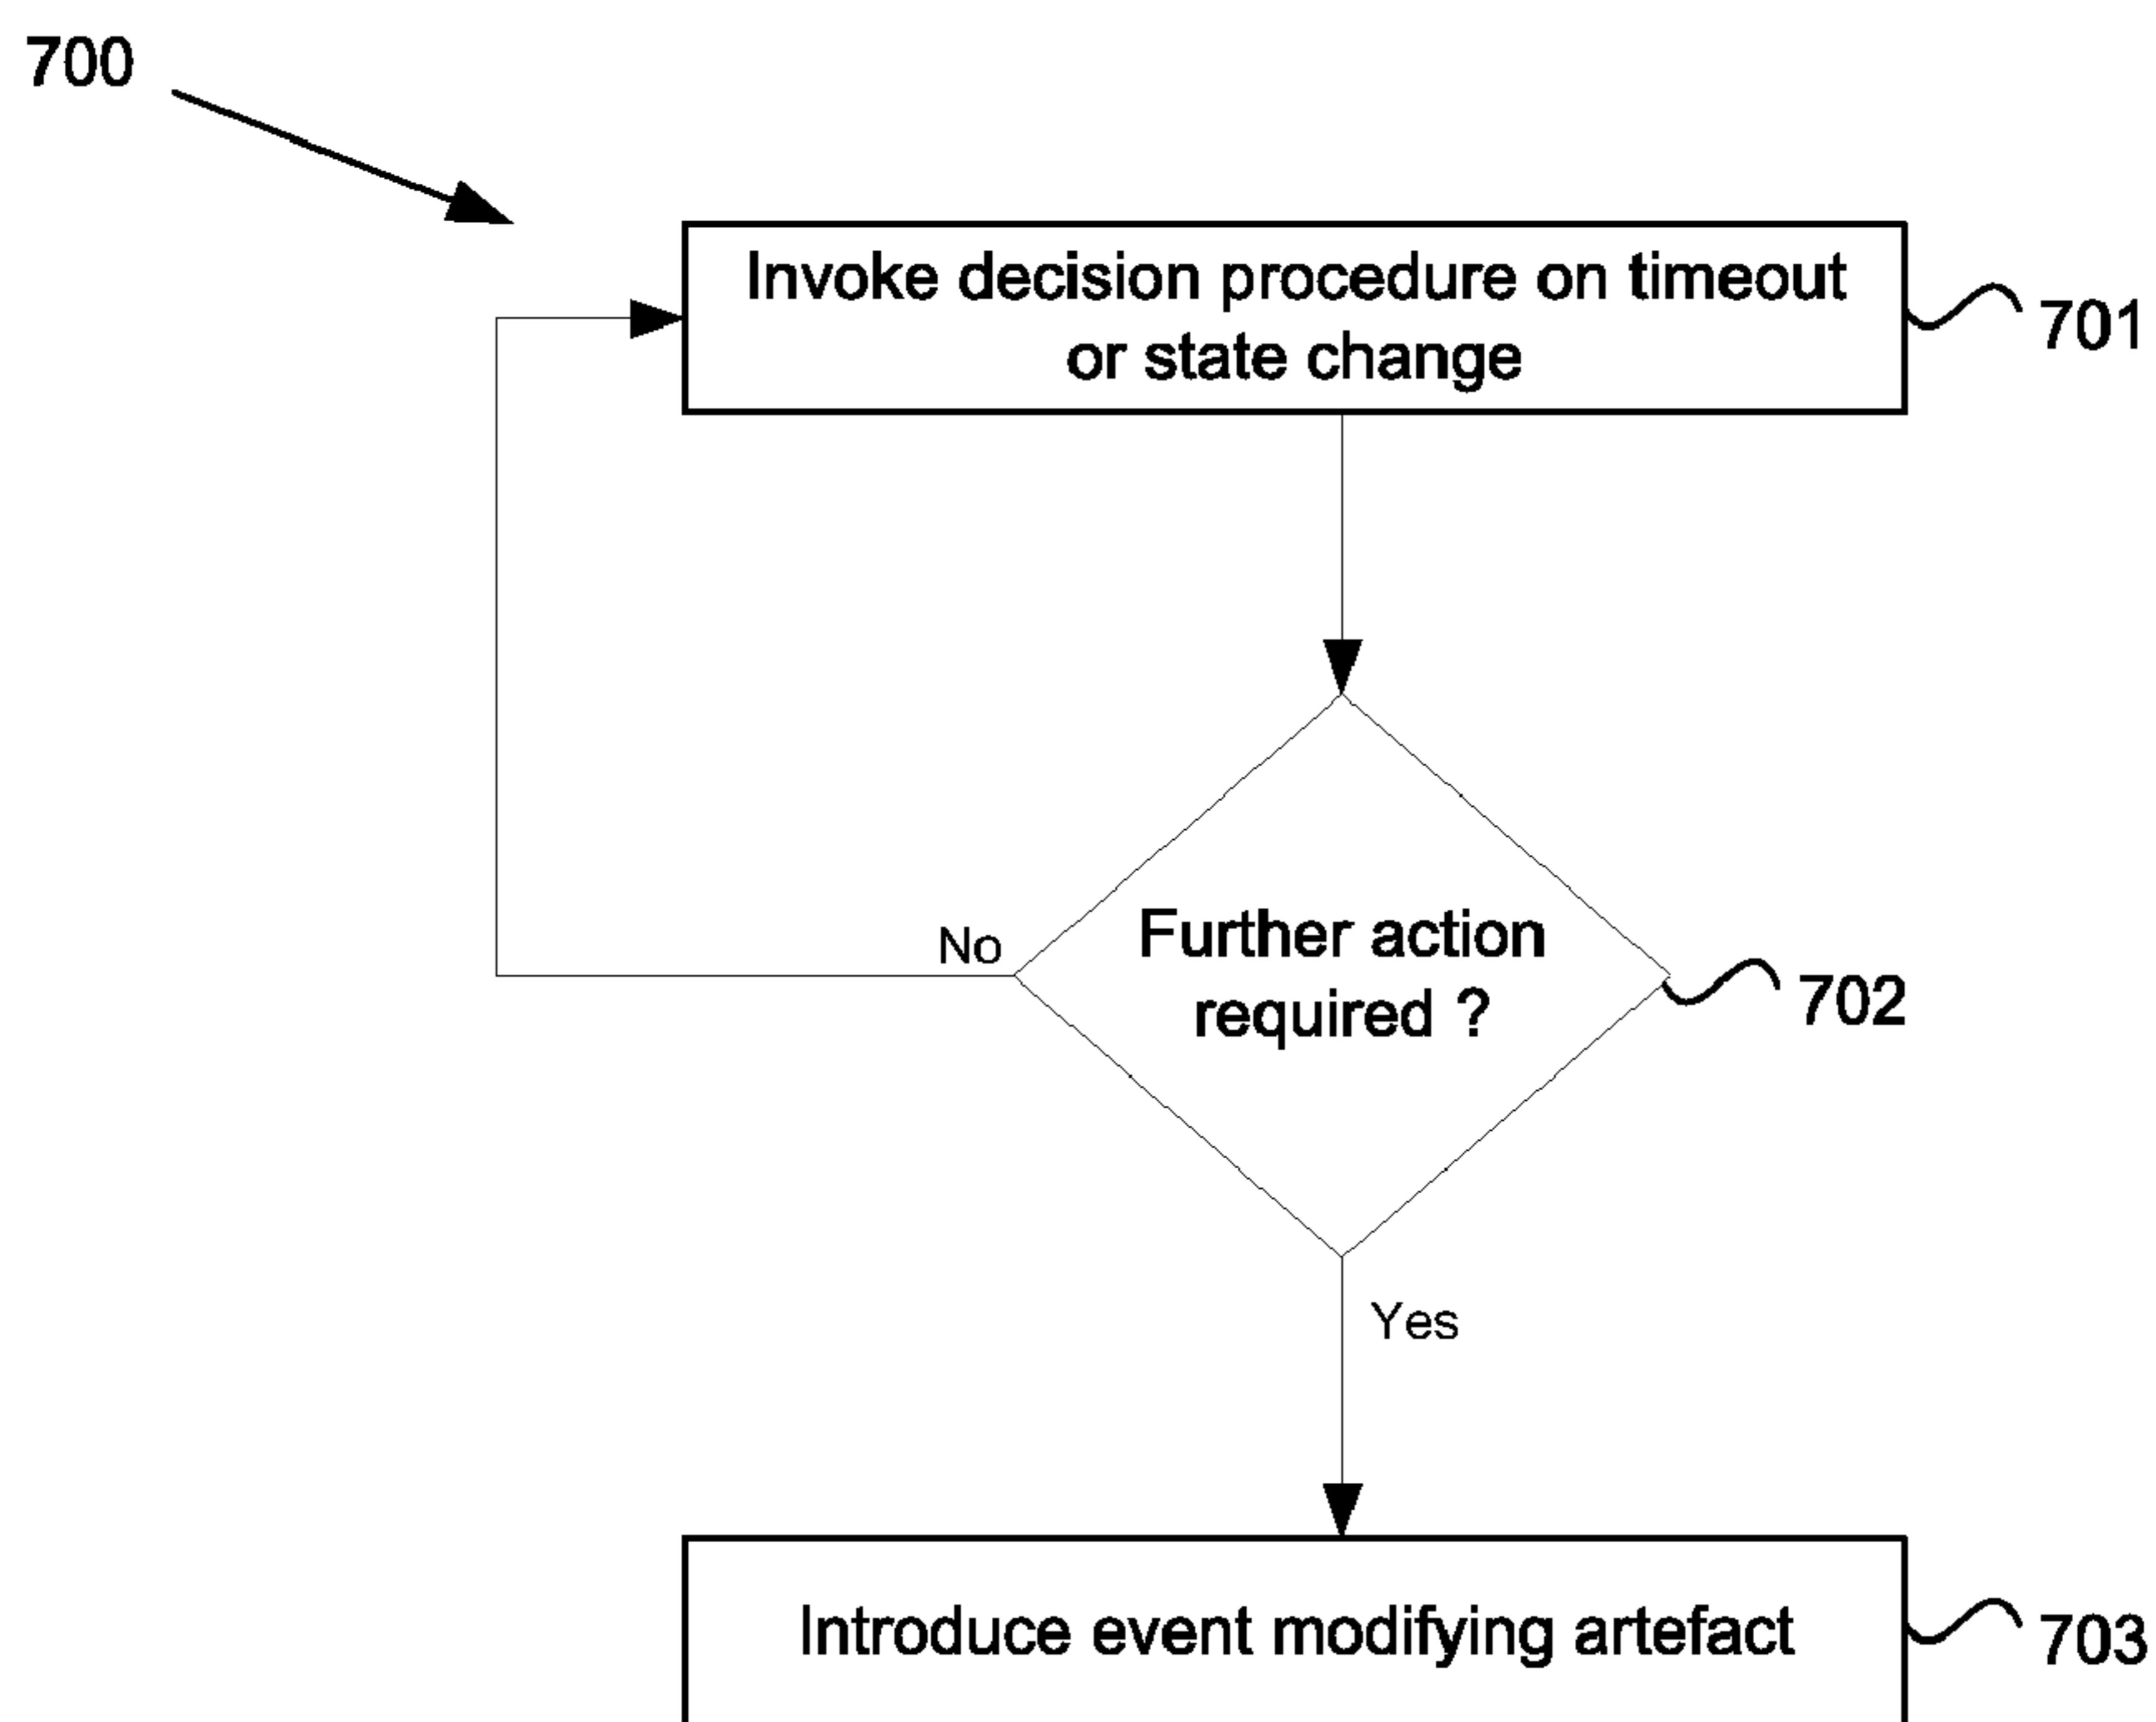 700
Invoke decision procedure on timeout
or state change
701
No
Further action
required ?
702
Yes
Introduce event modifying artefact
703